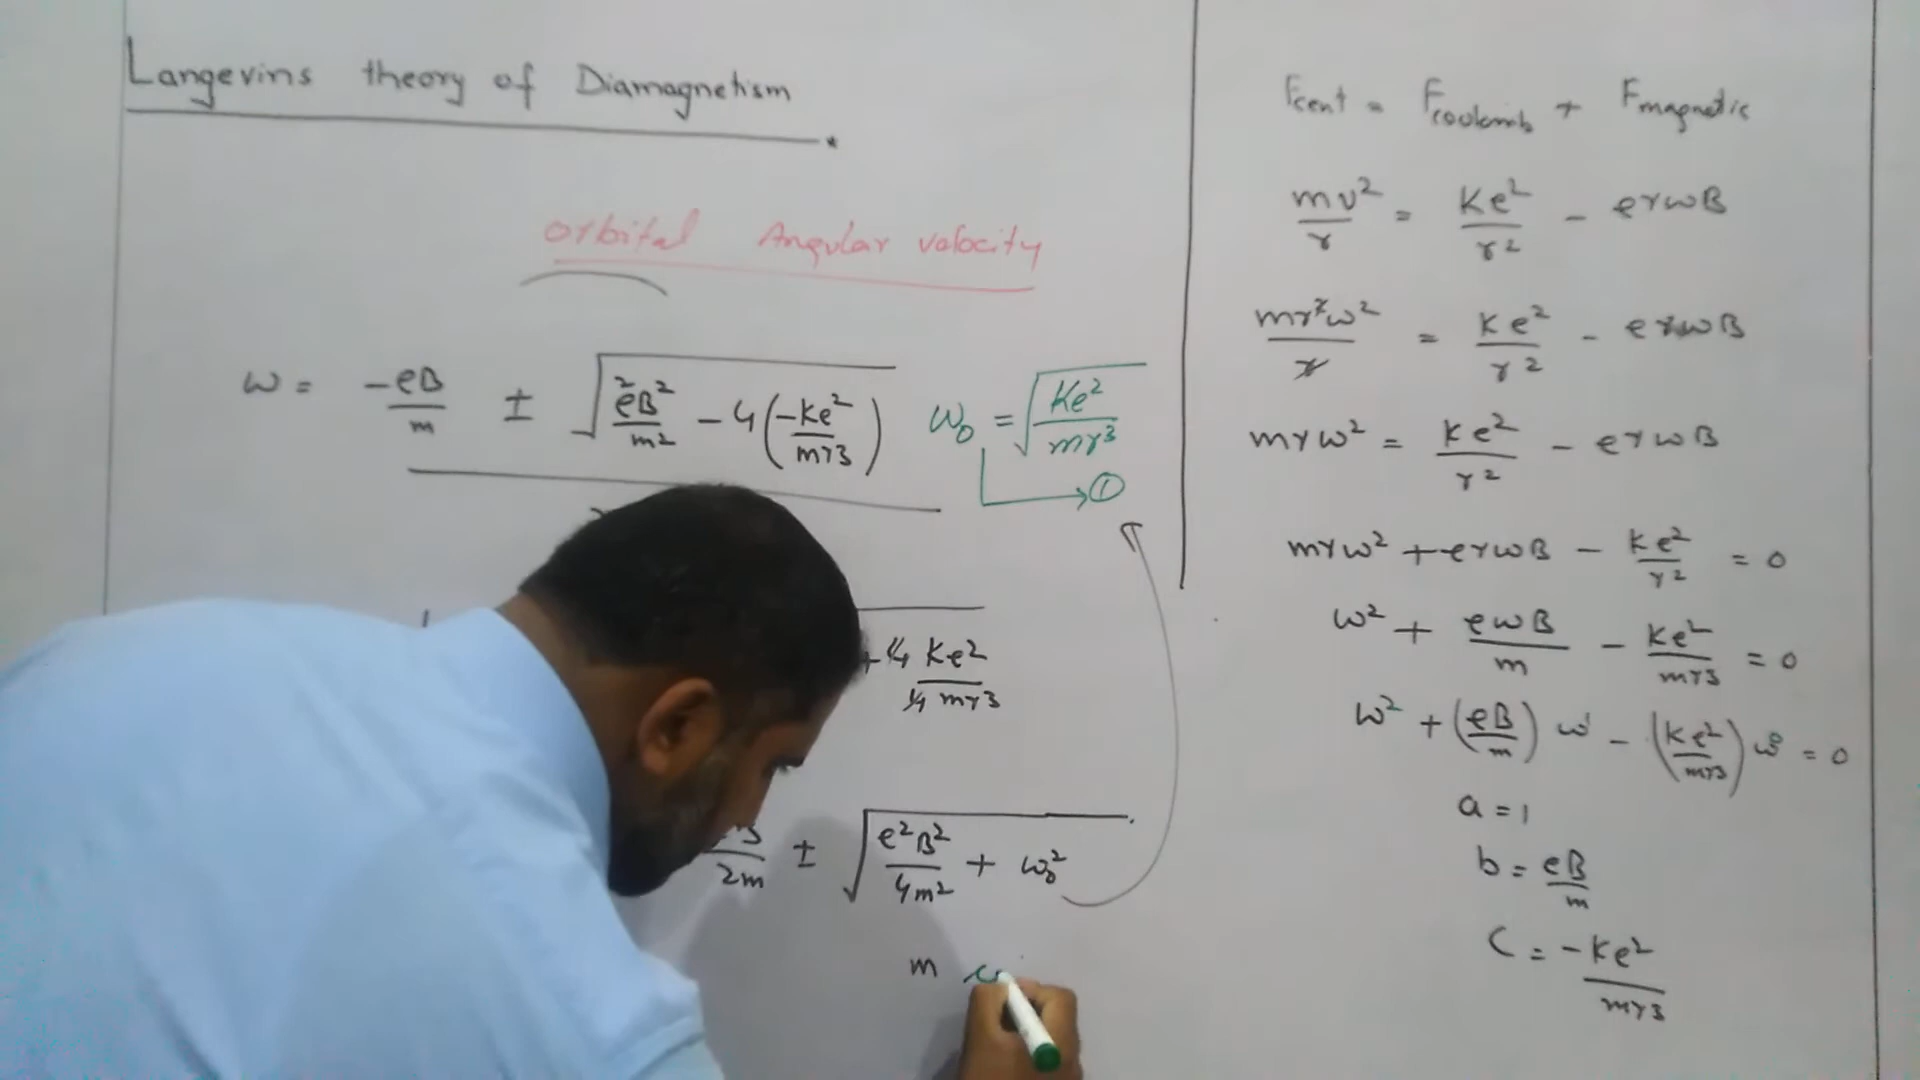 Langevins theory of Diamagnetism
Orbital Angular velocity
ω = -eB/m ± √(e²B²/m² - 4(-ke²/mr3))
ω₀ = √(Ke²/mr³)
→ ①
+ 4 ke²/4 mr3
2m ± √(e²B²/4m² + ω₀²)
m
Fcent = Fcoulomb + Fmagnetic
mv²/r = Ke²/r² - erωB
mr²ω²/r = Ke²/r² - erωB
mrω² = Ke²/r² - erωB
mrω² + erωB - Ke²/r² = 0
ω² + eωB/m - Ke²/mr3 = 0
ω² + (eB/m) ω¹ - (Ke²/mr3) ω⁰ = 0
a = 1
b = eB/m
C = -Ke²/mr3